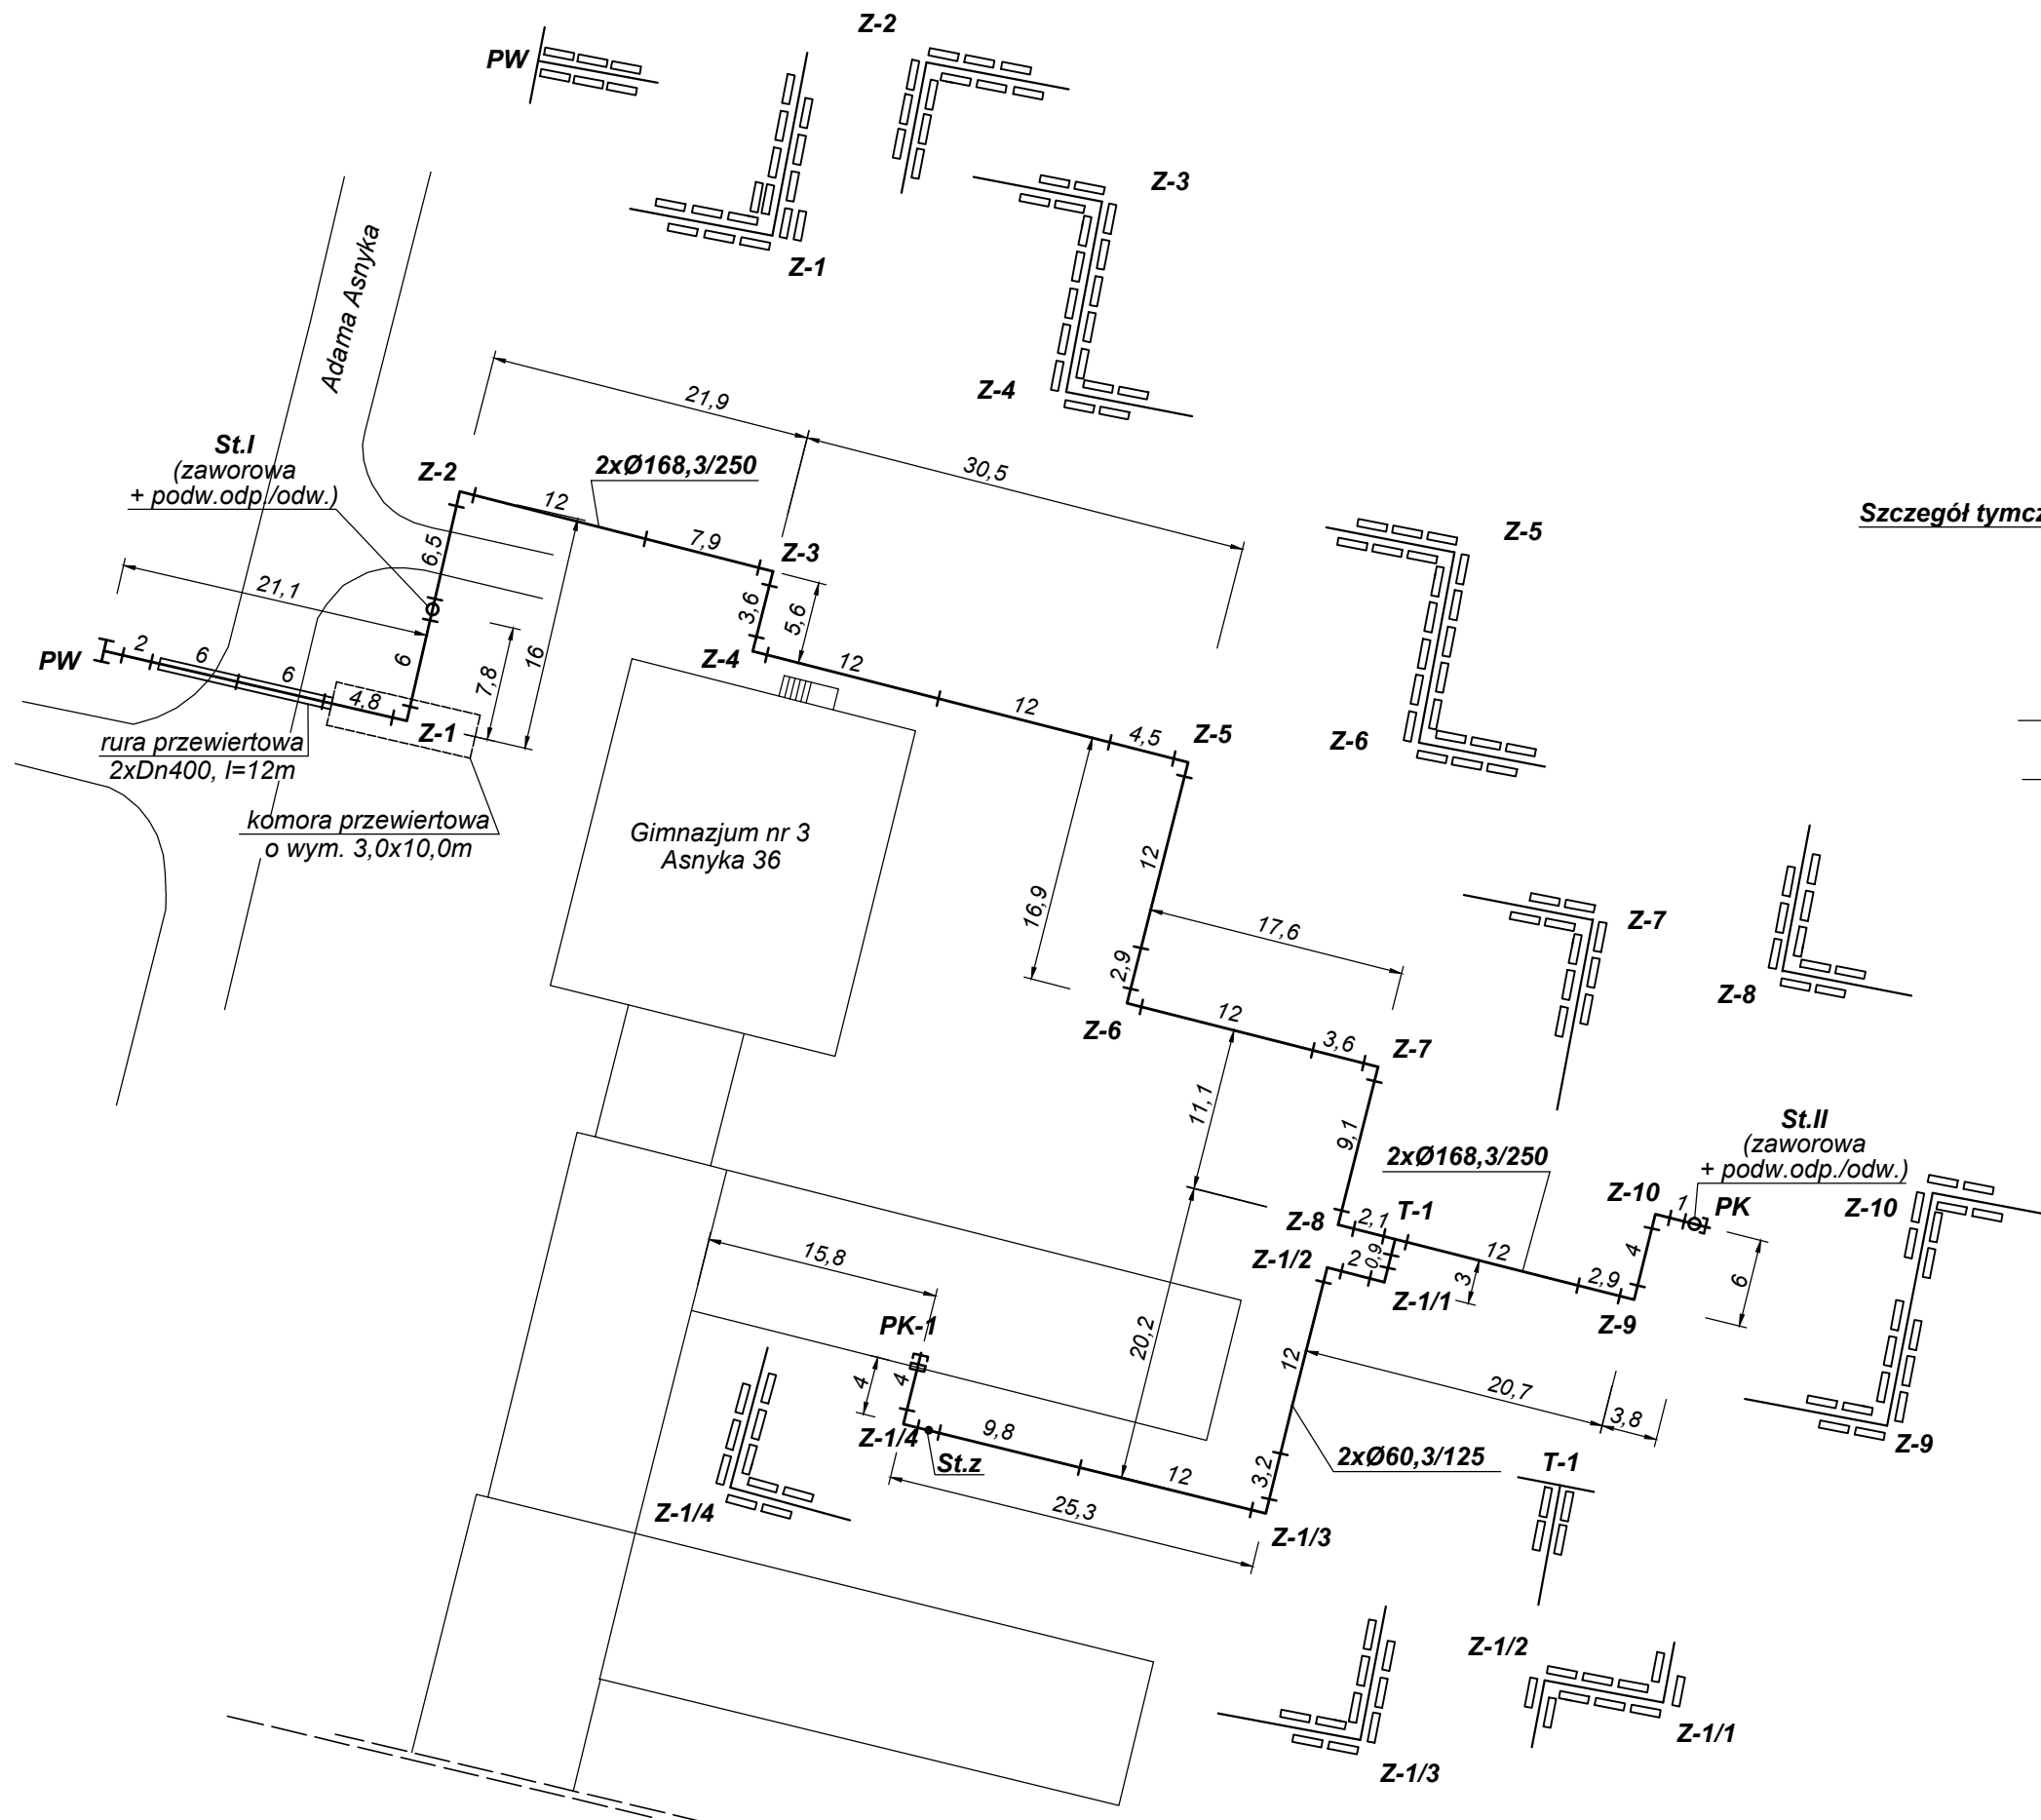 Z-2
PW
Z-3
Z-1
Adama Asnyka
Z-4
21,9
30,5
St.I
(zaworowa
+ podw.odp./odw.)
Z-2
2xØ168,3/250
12
7,9
Z-3
Z-5
Szczegół tymcz
6,5
21,1
3,6
5,6
PW
2
6
6
4,8
6
7,8
16
Z-1
Z-4
12
12
4,5
Z-5
Z-6
rura przewiertowa
2xDn400, l=12m
komora przewiertowa
o wym. 3,0x10,0m
Gimnazjum nr 3
Asnyka 36
12
16,9
2,9
17,6
Z-7
Z-8
Z-6
12
3,6
Z-7
11,1
9,1
2xØ168,3/250
St.II
(zaworowa
+ podw.odp./odw.)
Z-10
1
PK
Z-10
Z-8
2,1
T-1
12
4
6
Z-1/2
2
0,9
3
2,9
Z-1/1
Z-9
15,8
PK-1
20,2
12
4
4
20,7
3,8
Z-1/4
9,8
St.z
12
3,2
2xØ60,3/125
T-1
Z-9
25,3
Z-1/4
Z-1/3
Z-1/2
Z-1/1
Z-1/3